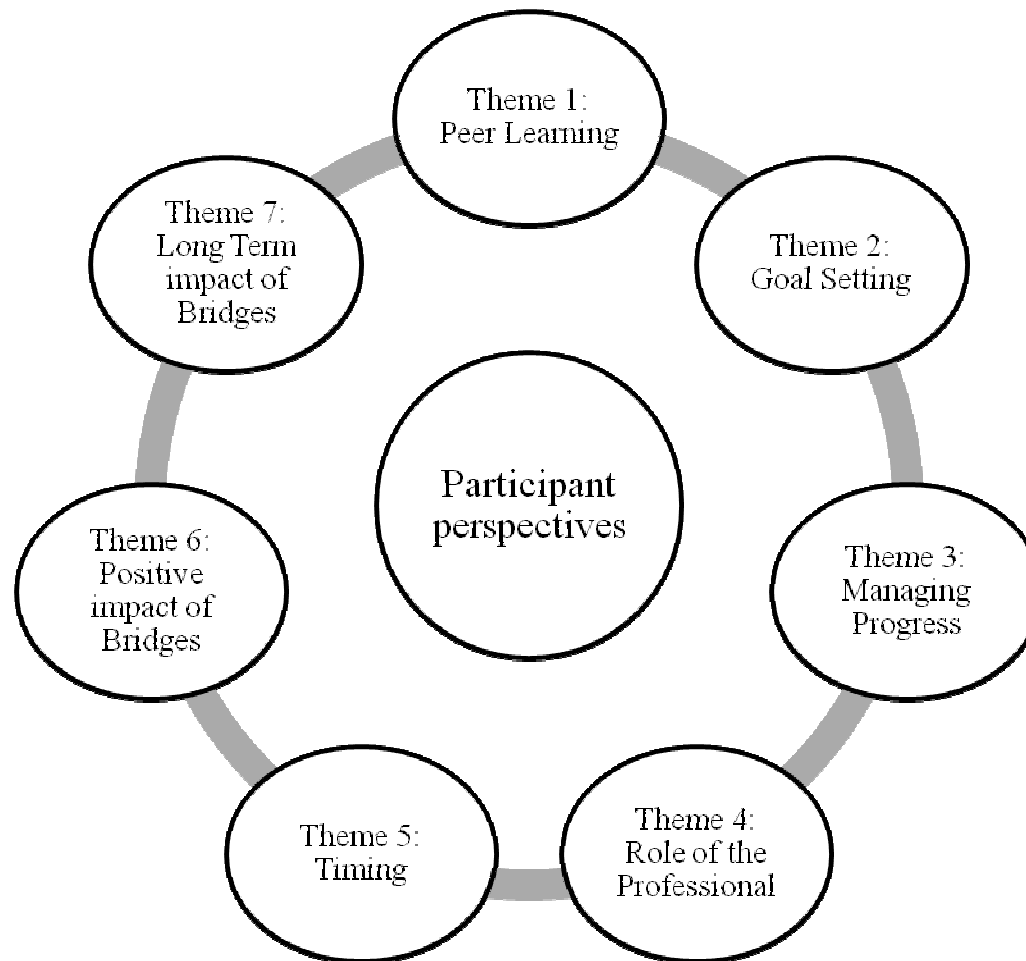 Theme 1:
Peer Learning
Theme 2:
Goal Setting
Theme 3:
Managing
Progress
Theme 4:
Role of the
Professional
Theme 5:
Timing
Theme 6:
Positive
impact of
Bridges
Theme 7:
Long Term
impact of
Bridges
Participant
perspectives